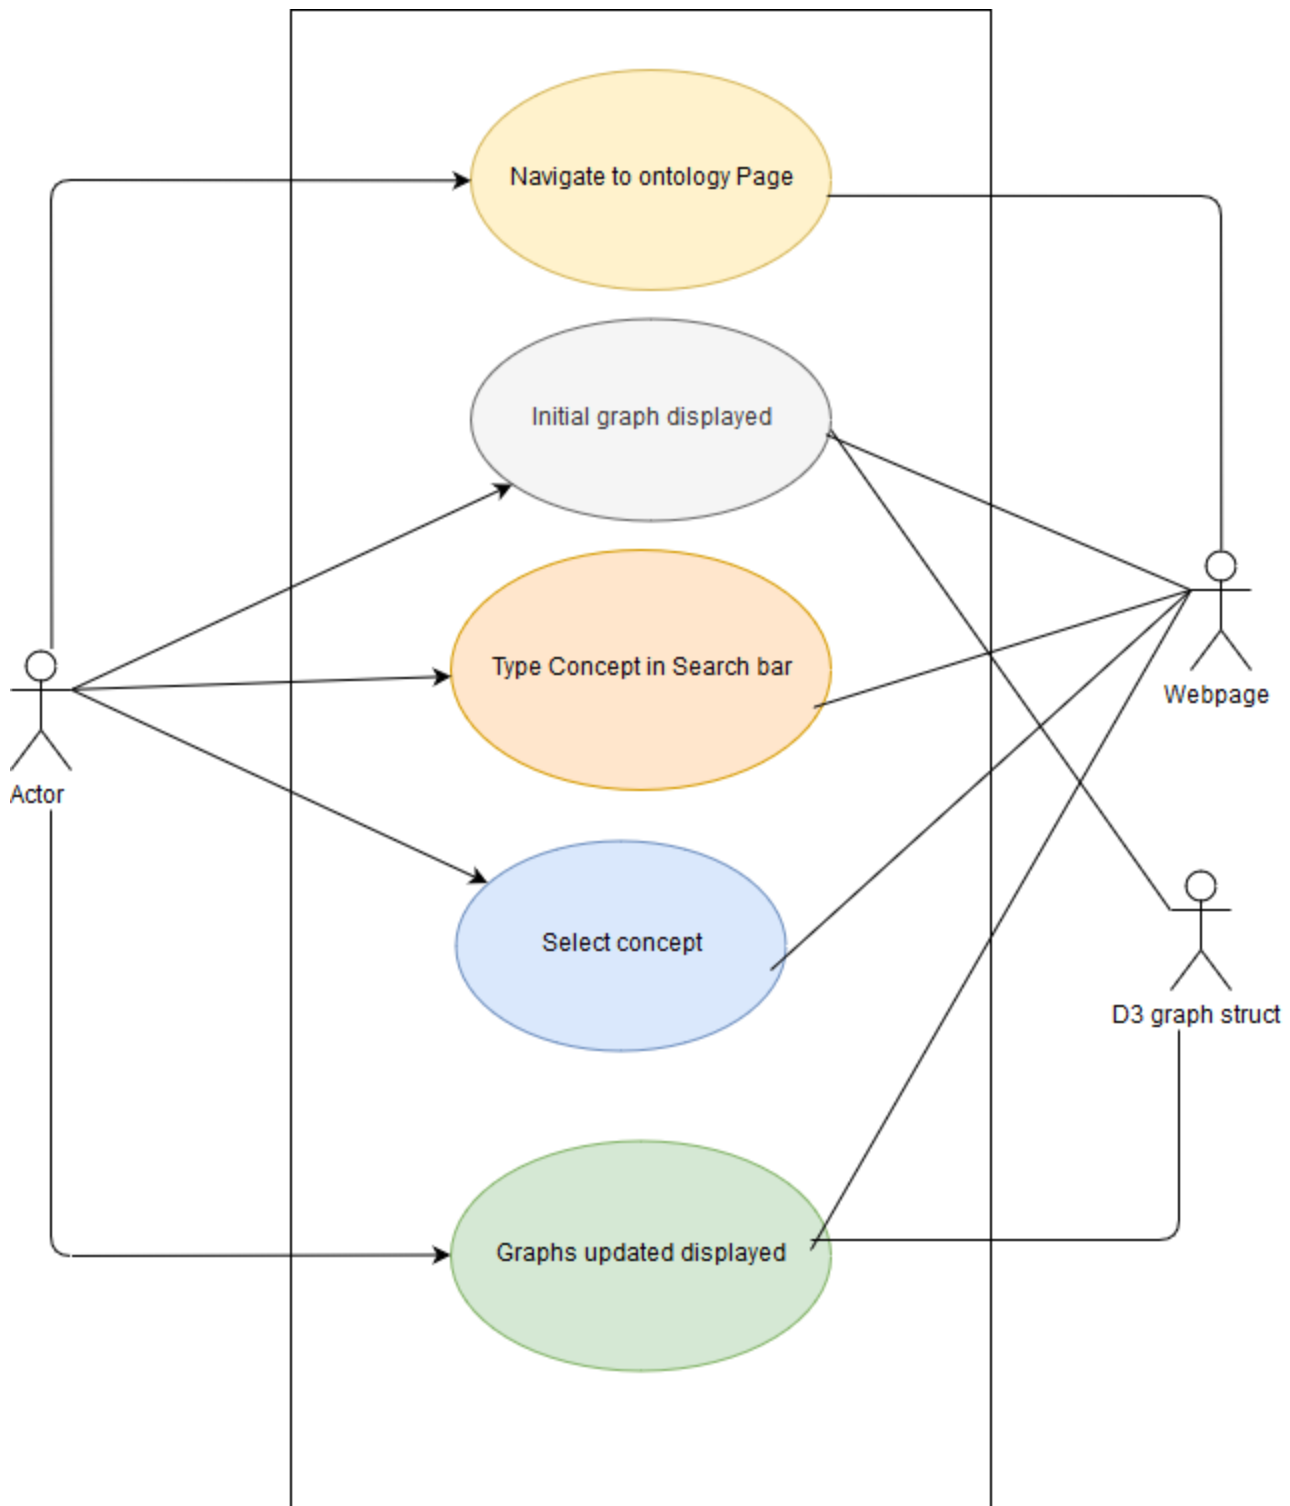 Navigate to ontology Page
Initial graph displayed
Type Concept in Search bar
Webpage
Actor
Select concept
D3 graph struct
Graphs updated displayed